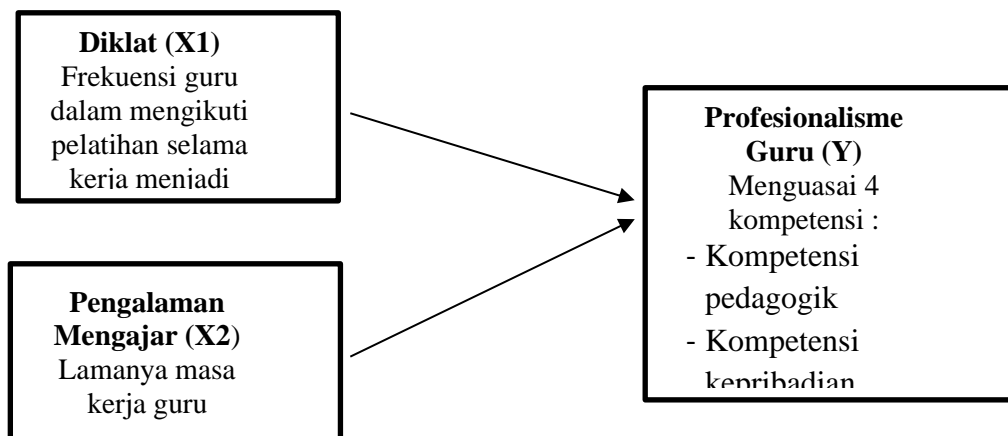 Diklat (X1)
Frekuensi guru
dalam mengikuti
pelatihan selama
kerja menjadi
Pengalaman
Mengajar (X2)
Lamanya masa
kerja guru
Profesionalisme
Guru (Y)
Menguasai 4
kompetensi :
- Kompetensi
pedagogik
- Kompetensi
kepribadian